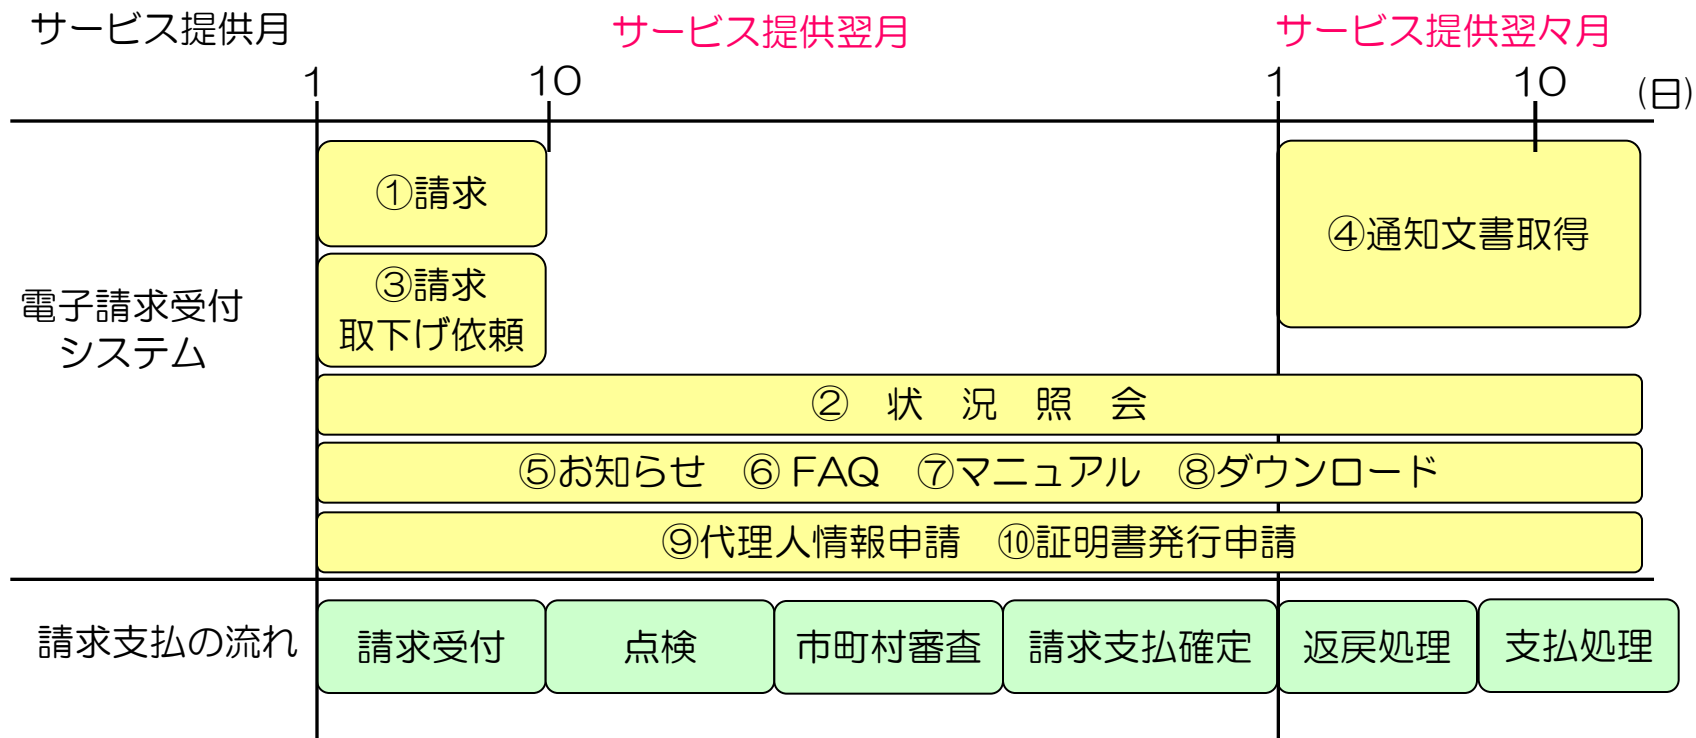 サービス提供月
サービス提供翌月
サービス提供翌々月
1
10
1
10
(日)
①請求
④通知文書取得
③請求
取下げ依頼
電子請求受付
システム
② 状 況 照 会
⑤お知らせ ⑥ FAQ ⑦マニュアル ⑧ダウンロード
⑨代理人情報申請 ⑩証明書発行申請
請求支払の流れ
請求受付
点検
市町村審査
請求支払確定
返戻処理
支払処理